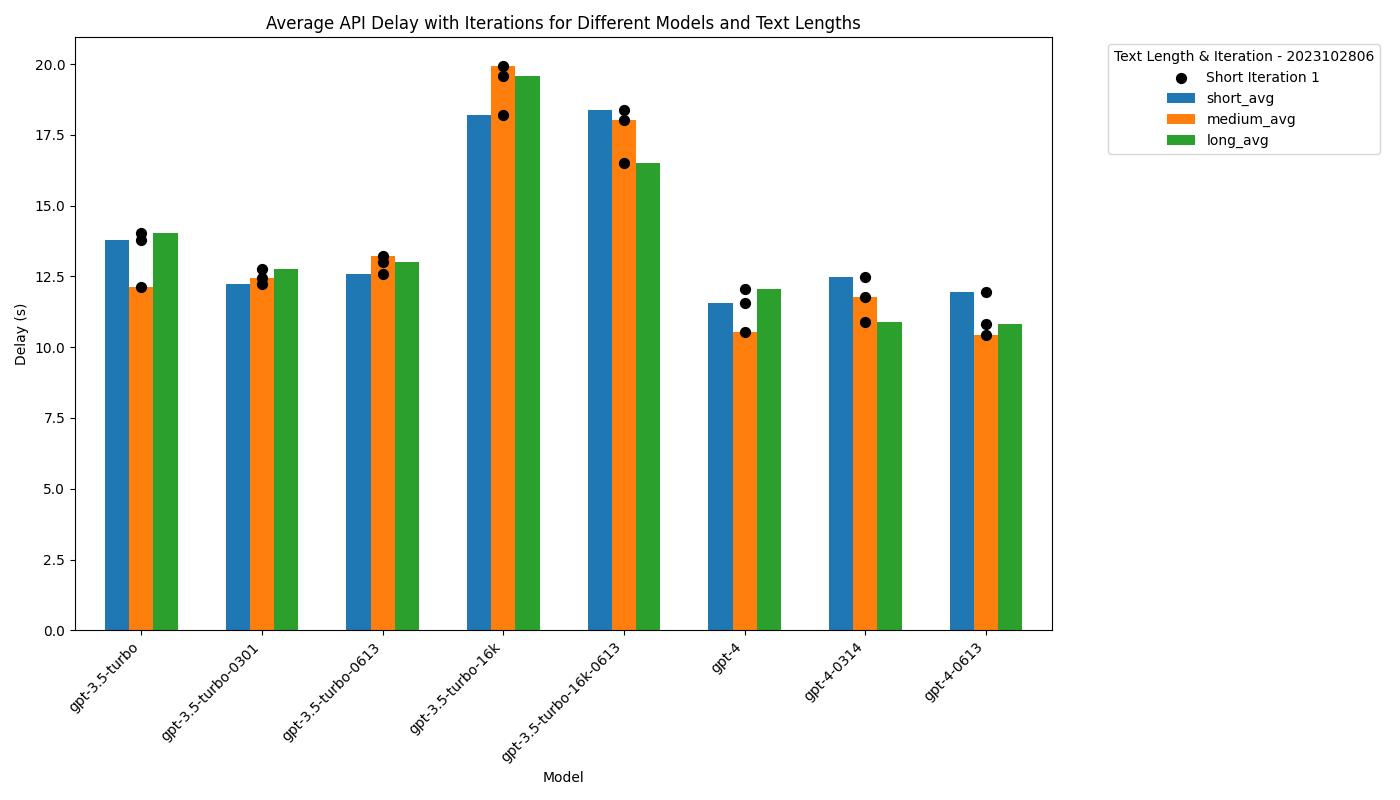 Average API Delay with Iterations for Different Models and Text Lengths
Text Length & Iteration - 2023102806
Short Iteration 1
short_avg
medium_avg
long_avg
Delay (s)
20.0
17.5
15.0
12.5
10.0
7.5
5.0
2.5
0.0
gpt-3.5-turbo
gpt-3.5-turbo-0301
gpt-3.5-turbo-0613
gpt-3.5-turbo-16k
gpt-3.5-turbo-16k-0613
gpt-4
gpt-4-0314
gpt-4-0613
Model